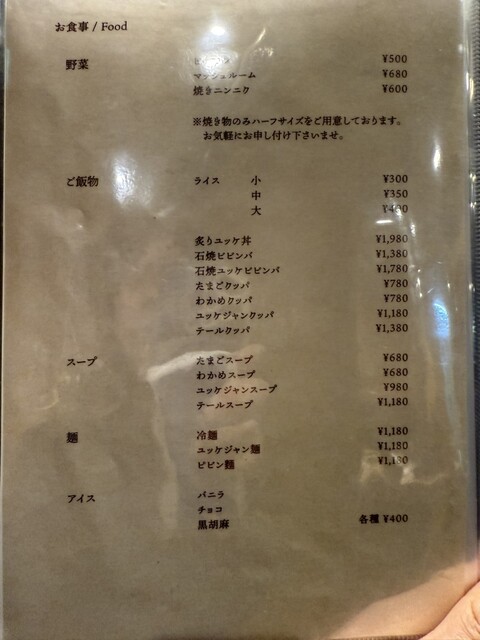 お食事 / Food
野菜
¥500
マッシュルーム ¥680
焼きニンニク ¥600
※焼き物のみハーフサイズをご用意しております。
お気軽にお申し付け下さいませ。
ご飯物 ライス 小 ¥300
中 ¥350
大 ¥400
炙りユッケ丼 ¥1,980
石焼ビビンバ ¥1,380
石焼ユッケビビンバ ¥1,780
たまごクッパ ¥780
わかめクッパ ¥780
ユッケジャンクッパ ¥1,180
テールクッパ ¥1,380
スープ たまごスープ ¥680
わかめスープ ¥680
ユッケジャンスープ ¥980
テールスープ ¥1,180
麺 冷麺 ¥1,180
ユッケジャン麺 ¥1,180
ビビン麺 ¥1,180
アイス バニラ
チョコ
黒胡麻 各種 ¥400